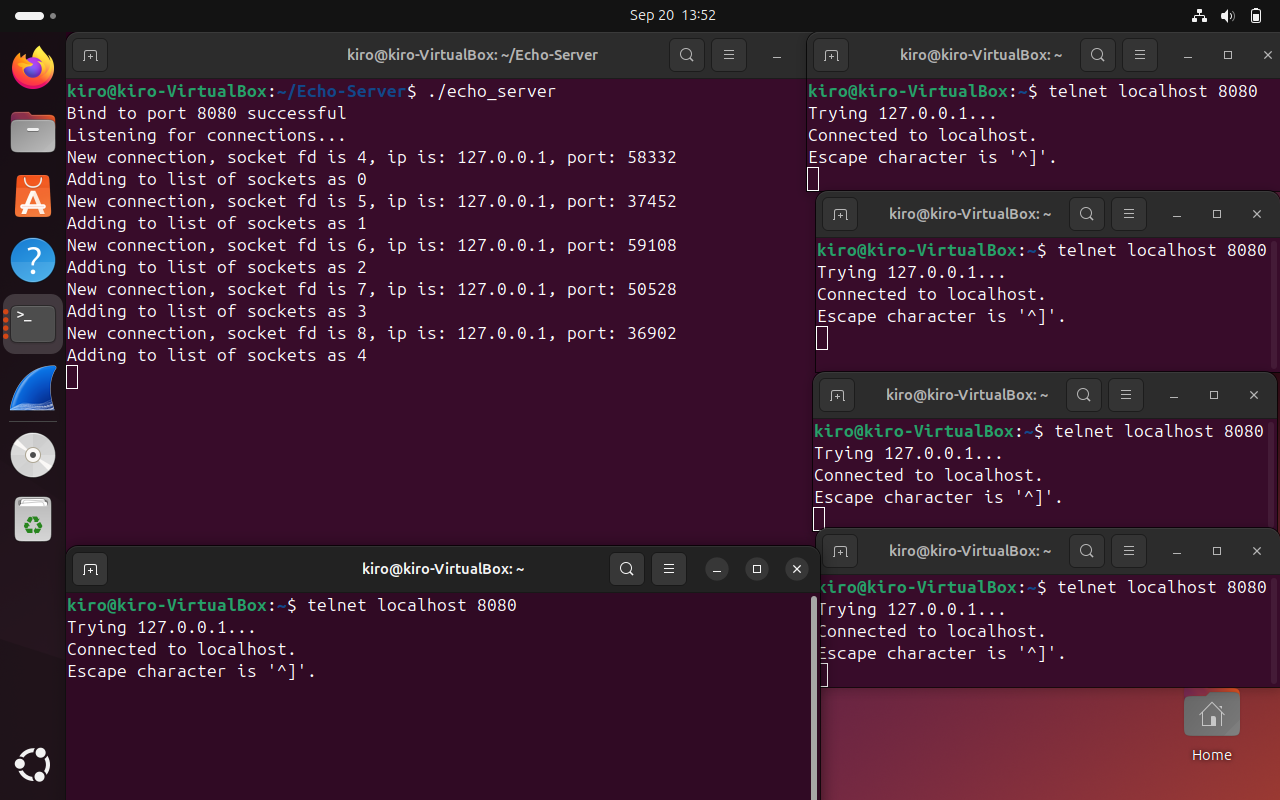 Sep 20 13:52
kiro@kiro-VirtualBox: ~/Echo-Server
kiro@kiro-VirtualBox:~/Echo-Server$ ./echo_server
Bind to port 8080 successful
Listening for connections...
New connection, socket fd is 4, ip is: 127.0.0.1, port: 58332
Adding to list of sockets as 0
New connection, socket fd is 5, ip is: 127.0.0.1, port: 37452
Adding to list of sockets as 1
New connection, socket fd is 6, ip is: 127.0.0.1, port: 59108
Adding to list of sockets as 2
New connection, socket fd is 7, ip is: 127.0.0.1, port: 50528
Adding to list of sockets as 3
New connection, socket fd is 8, ip is: 127.0.0.1, port: 36902
Adding to list of sockets as 4
kiro@kiro-VirtualBox: ~
kiro@kiro-VirtualBox:~$ telnet localhost 8080
Trying 127.0.0.1...
Connected to localhost.
Escape character is '^]'.
kiro@kiro-VirtualBox: ~
kiro@kiro-VirtualBox:~$ telnet localhost 8080
Trying 127.0.0.1...
Connected to localhost.
Escape character is '^]'.
kiro@kiro-VirtualBox: ~
kiro@kiro-VirtualBox:~$ telnet localhost 8080
Trying 127.0.0.1...
Connected to localhost.
Escape character is '^]'.
kiro@kiro-VirtualBox: ~
kiro@kiro-VirtualBox:~$ telnet localhost 8080
Trying 127.0.0.1...
Connected to localhost.
Escape character is '^]'.
kiro@kiro-VirtualBox: ~
kiro@kiro-VirtualBox:~$ telnet localhost 8080
Trying 127.0.0.1...
Connected to localhost.
Escape character is '^]'.
Home